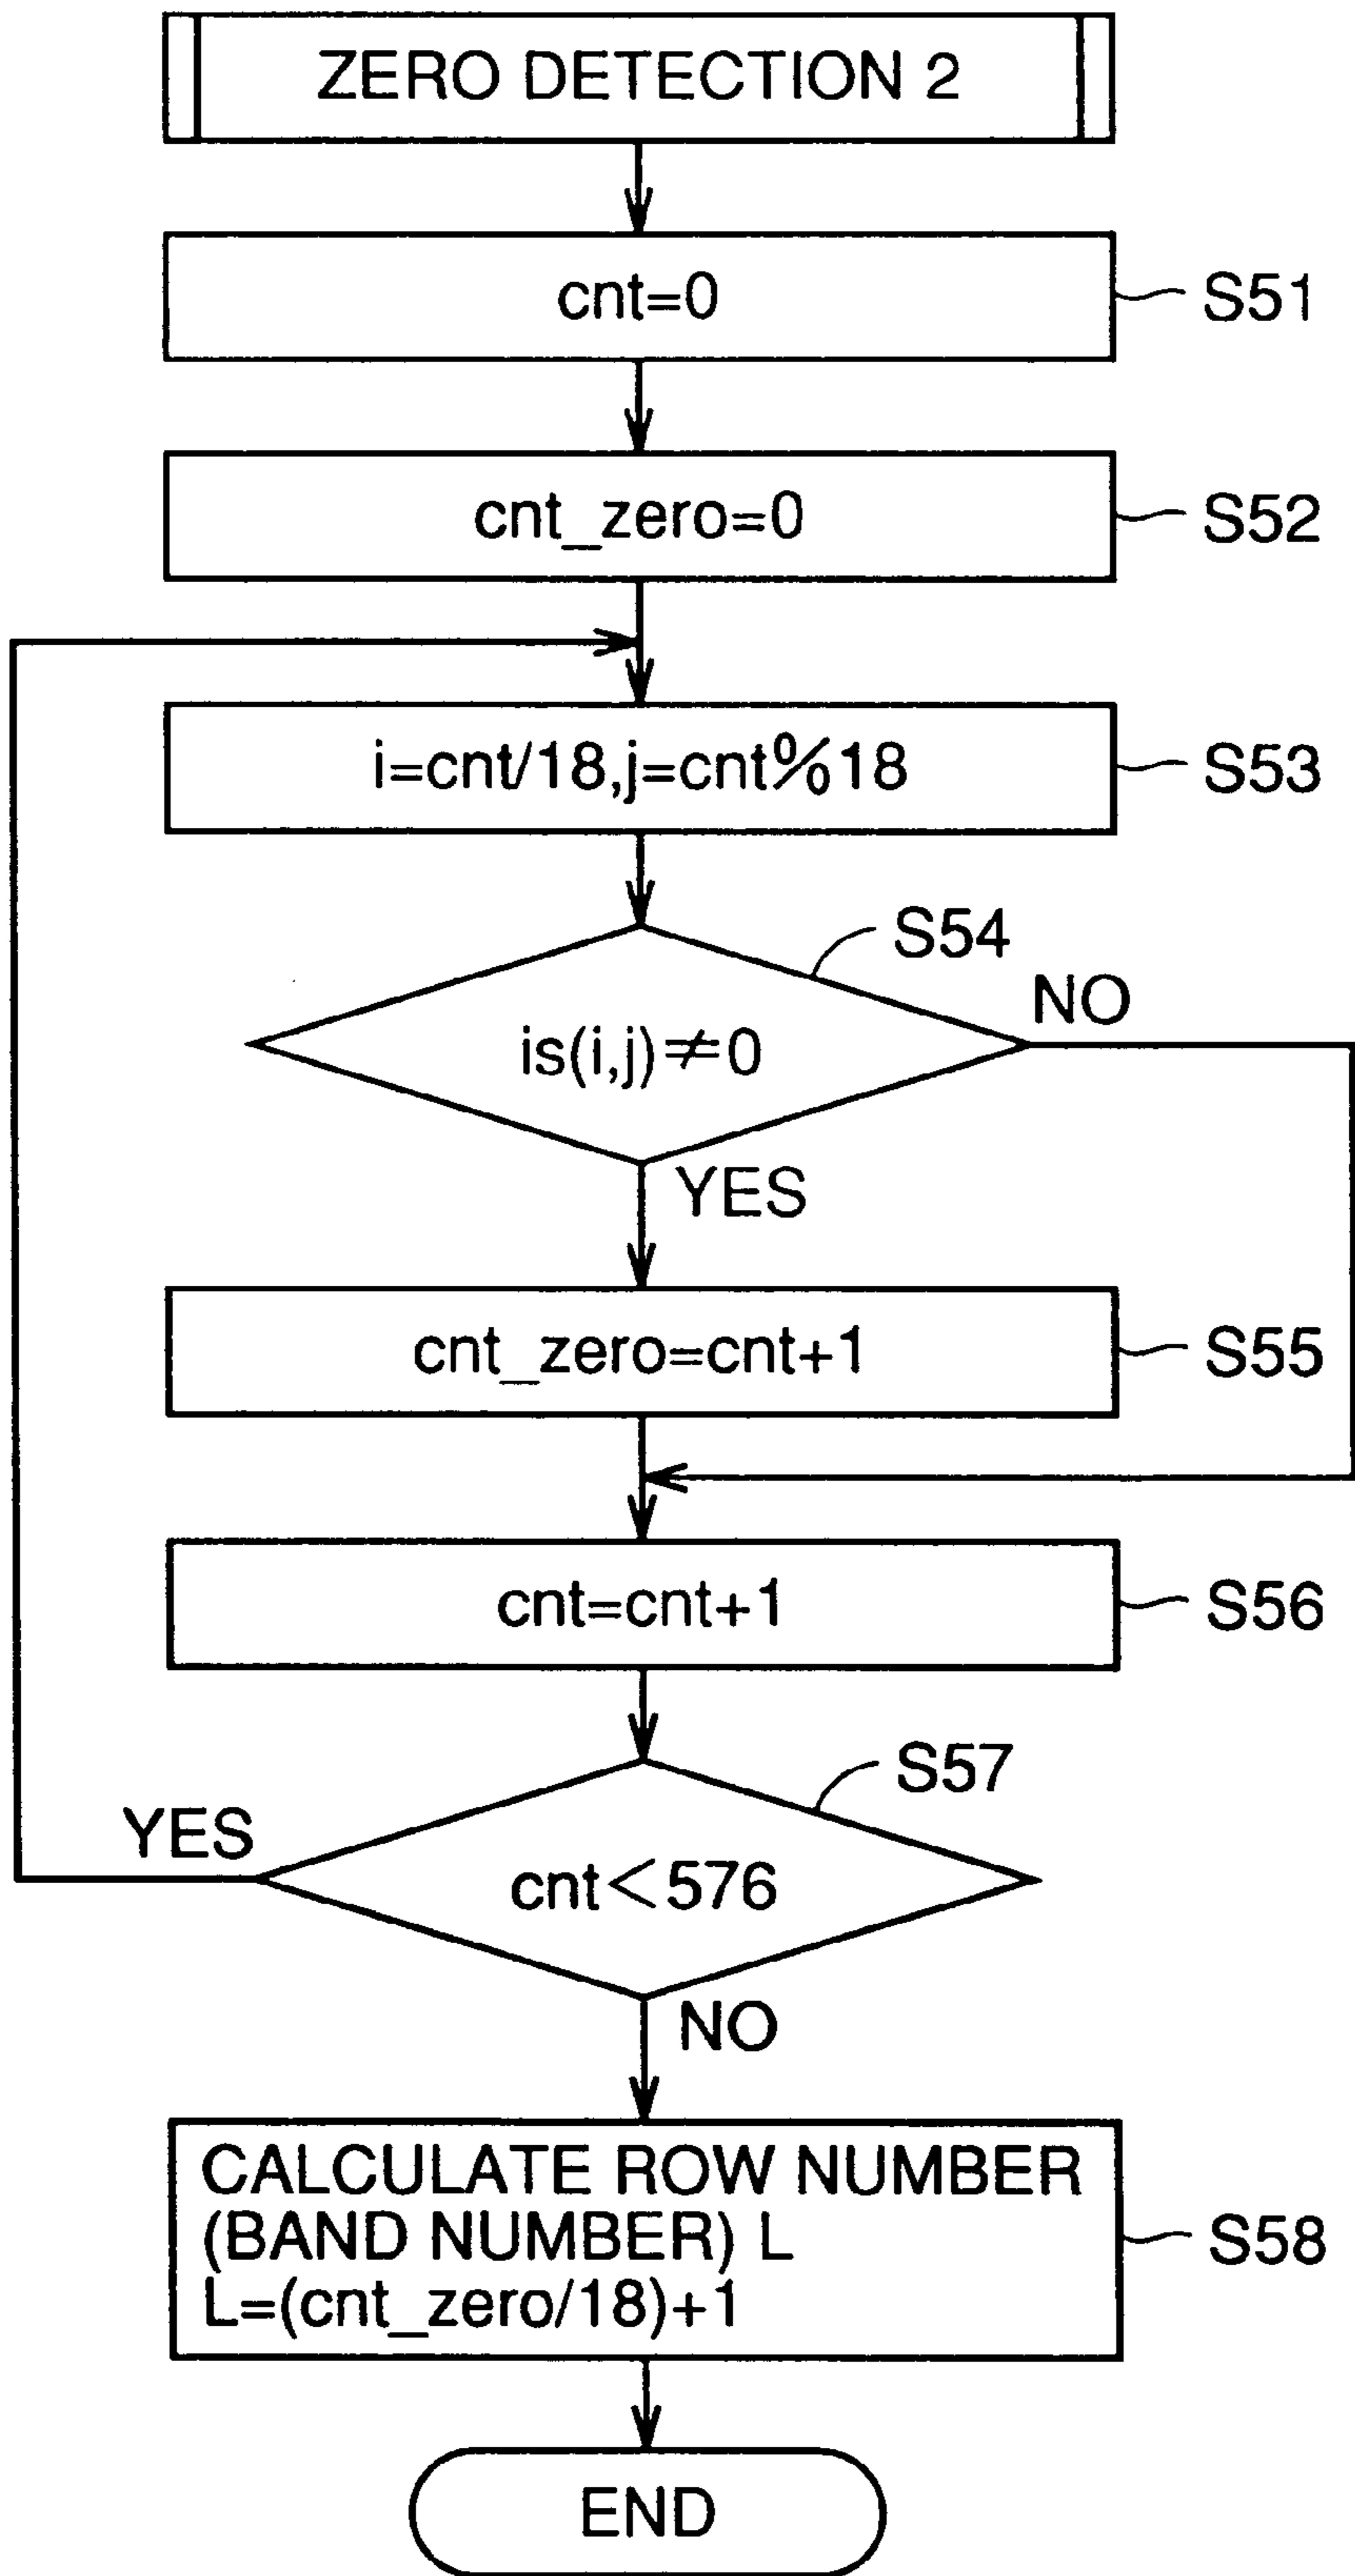 ZERO DETECTION 2
cnt=0
S51
cnt_zero=0
S52
i=cnt/18,j=cnt%18
S53
S54
NO
is(i,j)≠0
YES
cnt_zero=cnt+1
S55
cnt=cnt+1
S56
S57
YES
cnt<576
NO
CALCULATE ROW NUMBER
(BAND NUMBER) L
L=(cnt_zero/18)+1
S58
END